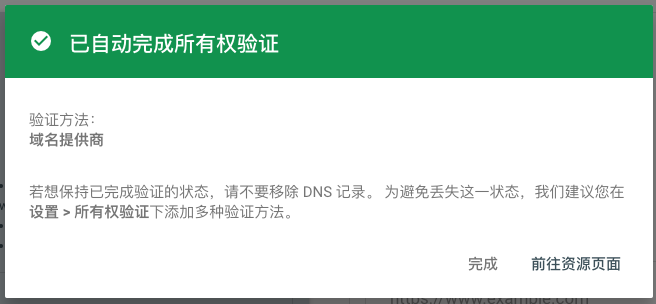 已自动完成所有权验证
验证方法：
域名提供商
若想保持已完成验证的状态，请不要移除 DNS 记录。 为避免丢失这一状态，我们建议您在
设置 > 所有权验证下添加多种验证方法。
完成 前往资源页面
https://www.example.com